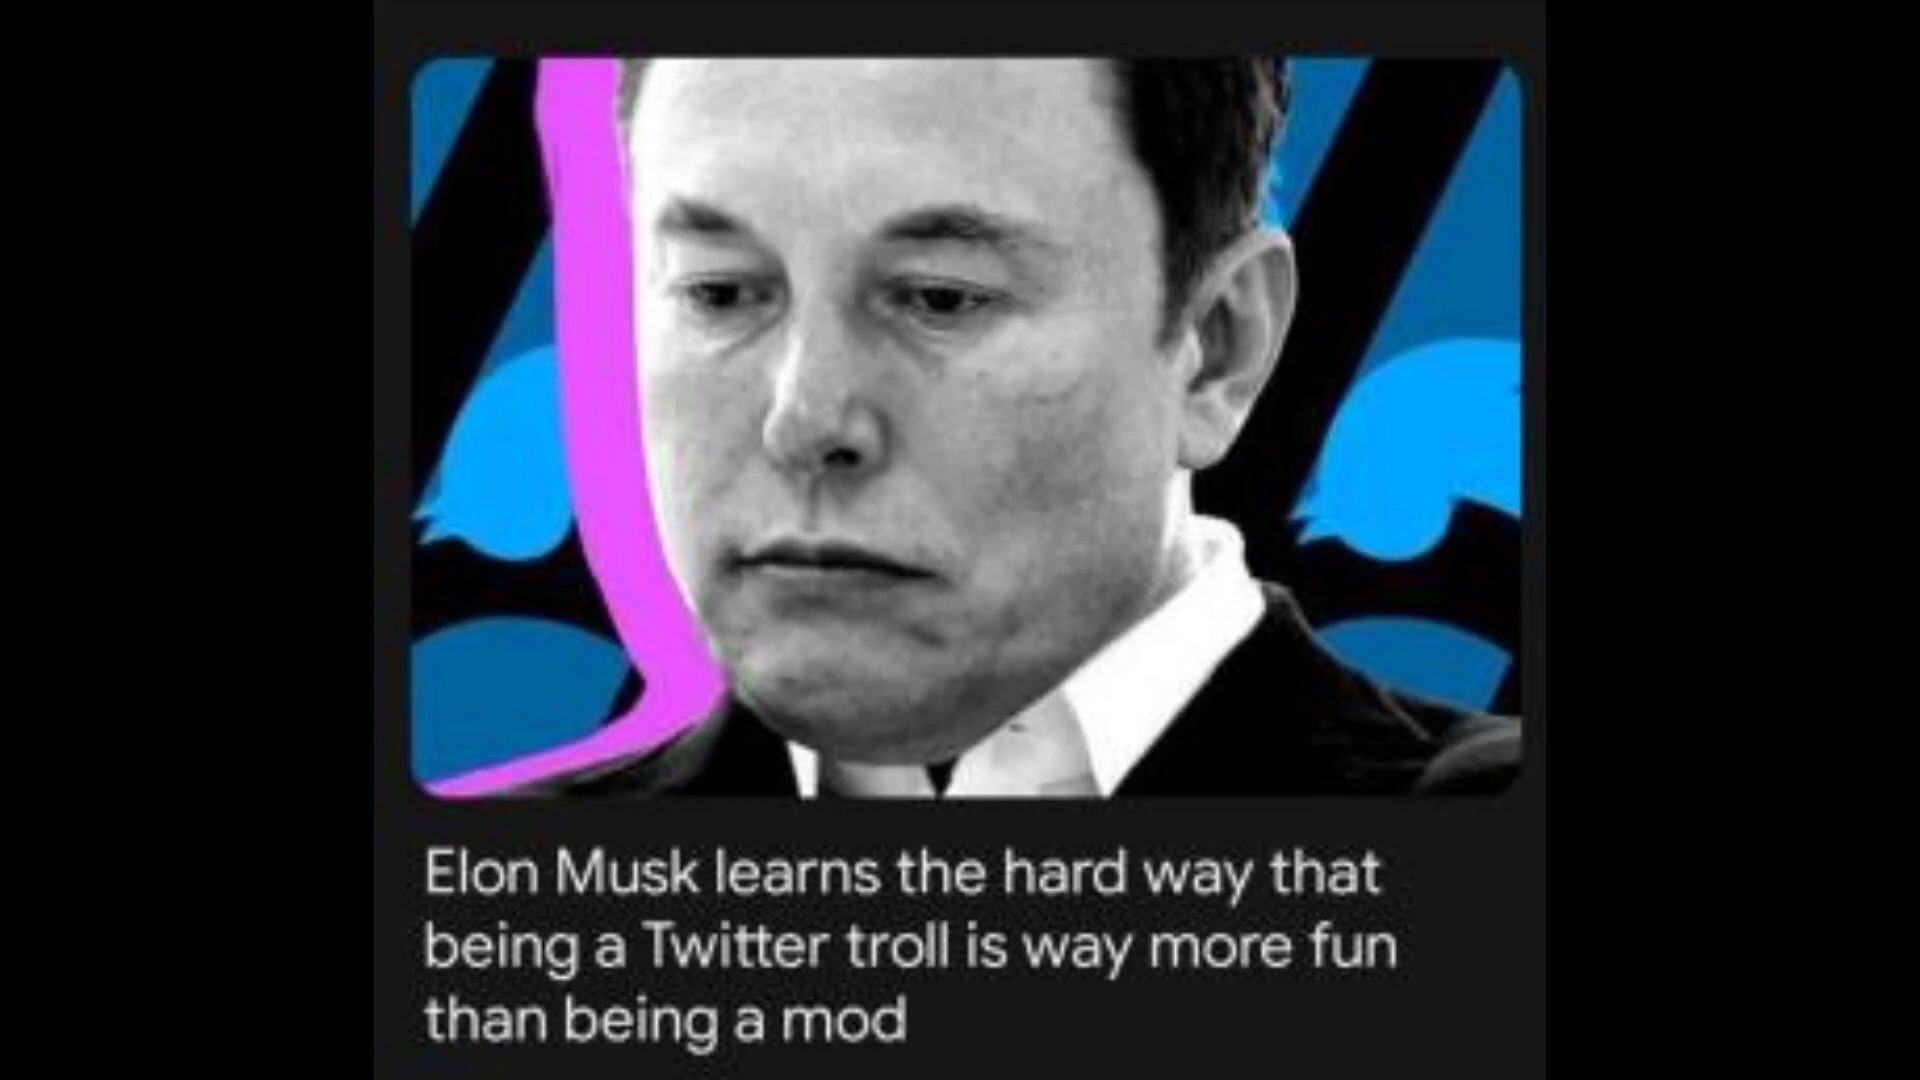 Elon Musk learns the hard way that
being a Twitter troll is way more fun
than being a mod